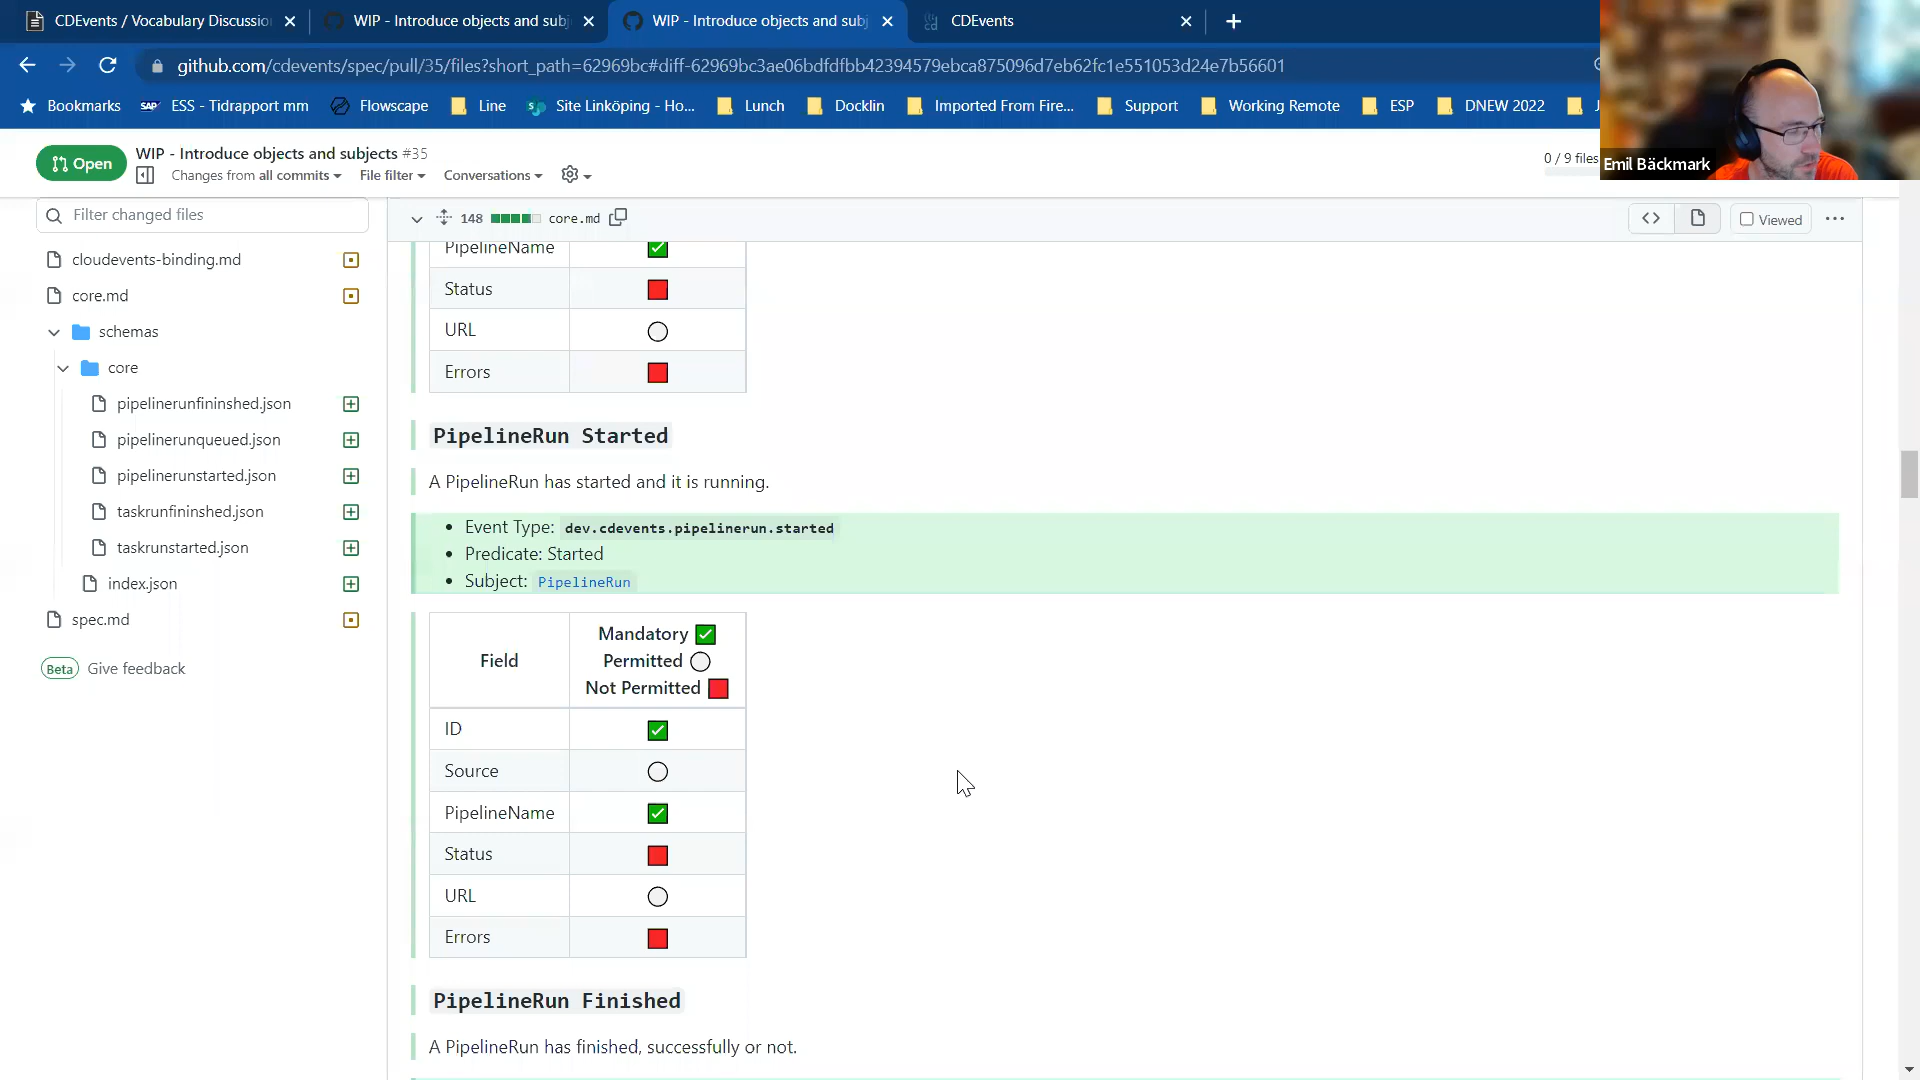 CDEvents / Vocabulary Discussio
WIP - Introduce objects and subj
WIP - Introduce objects and subj
CDEvents
github.com/cdevents/spec/pull/35/files?short_path=62969bc#diff-62969bc3ae06bdfdfbb42394579ebca875096d7eb62fc1e551053d24e7b56601
Bookmarks
SAP
ESS - Tidrapport mm
Flowscape
Line
Site Linköping - Ho...
Lunch
Docklin
Imported From Fire...
Support
Working Remote
ESP
DNEW 2022
Emil Bäckmark
Open
WIP - Introduce objects and subjects #35
Changes from all commits
File filter
Conversations
0 / 9 files
Filter changed files
148
core.md
Viewed
cloudevents-binding.md
core.md
schemas
core
pipelinerunfininshed.json
pipelinerunqueued.json
pipelinerunstarted.json
taskrunfininshed.json
taskrunstarted.json
index.json
spec.md
Beta Give feedback
PipelineName
Status
URL
Errors
PipelineRun Started
A PipelineRun has started and it is running.
Event Type: dev.cdevents.pipelinerun.started
Predicate: Started
Subject: PipelineRun
Field
Mandatory
Permitted
Not Permitted
ID
Source
PipelineName
Status
URL
Errors
PipelineRun Finished
A PipelineRun has finished, successfully or not.